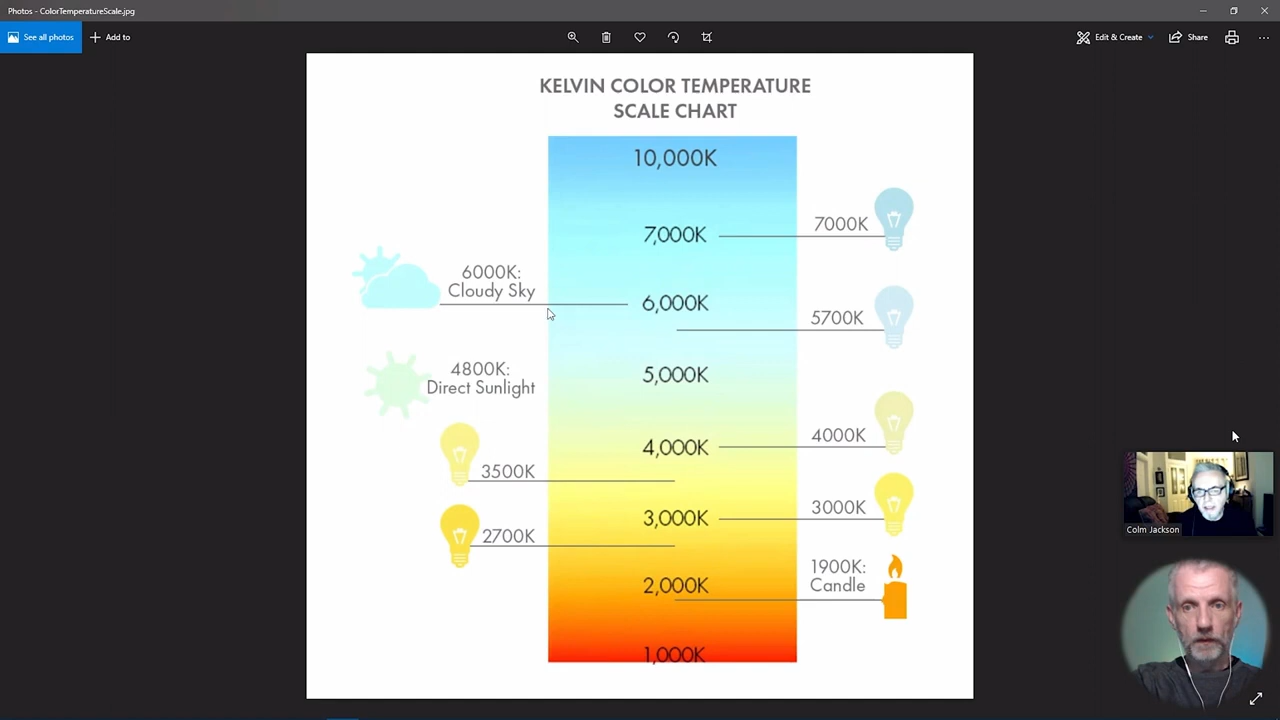 Photos - ColorTemperatureScale.jpg
See all photos
Add to
Edit & Create
Share
KELVIN COLOR TEMPERATURE
SCALE CHART
10,000K
7,000K
7000K
6000K:
Cloudy Sky
6,000K
5700K
4800K:
Direct Sunlight
5,000K
4,000K
4000K
3500K
3,000K
3000K
2700K
2,000K
1900K:
Candle
1,000K
Colm Jackson